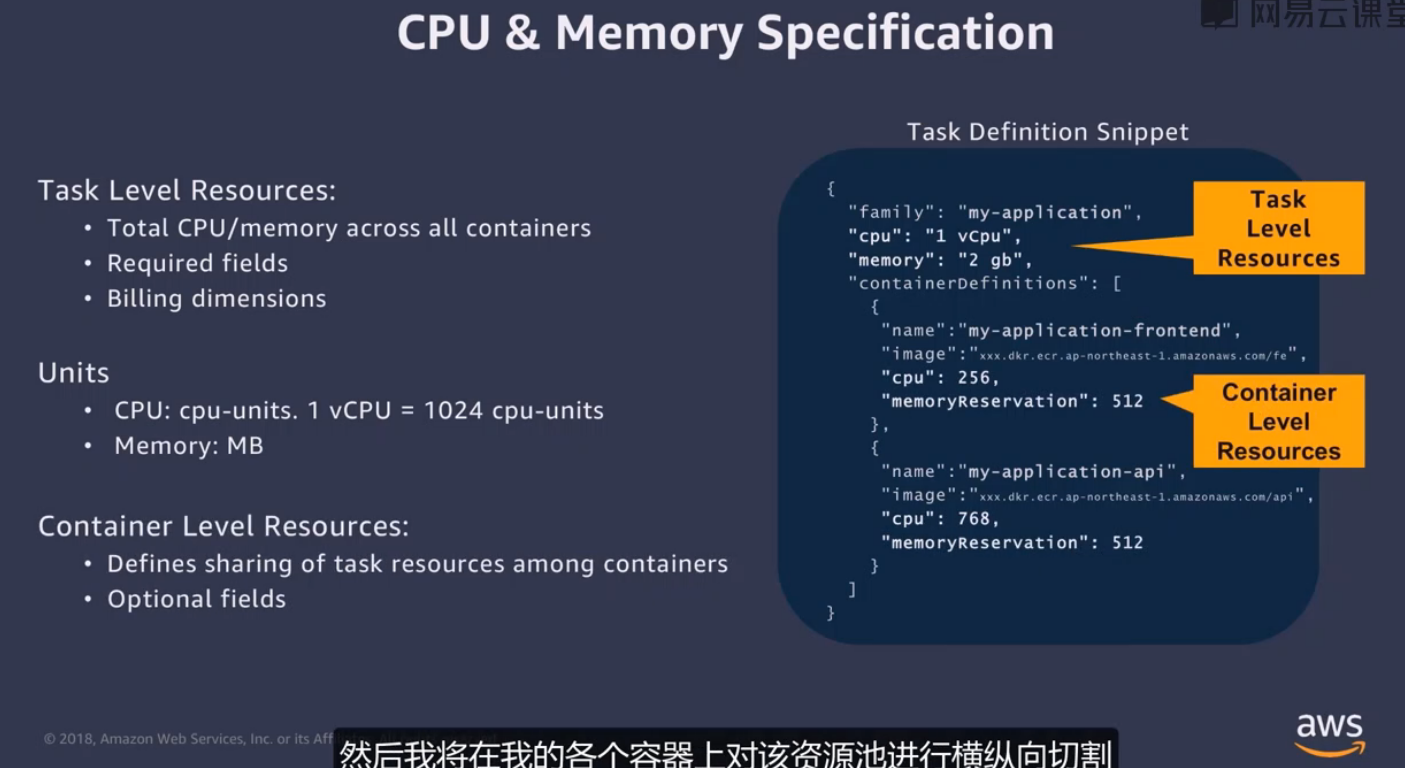 CPU & Memory Specification
网易云课堂
Task Definition Snippet
Task Level Resources:
• Total CPU/memory across all containers
• Required fields
• Billing dimensions
Units
• CPU: cpu-units. 1 vCPU = 1024 cpu-units
• Memory: MB
Container Level Resources:
• Defines sharing of task resources among containers
• Optional fields
{
"family": "my-application",
"cpu": "1 vCpu",
"memory": "2 gb",
"containerDefinitions": [
{
"name":"my-application-frontend",
"image":"xxx.dkr.ecr.ap-northeast-1.amazonaws.com/fe",
"cpu": 256,
"memoryReservation": 512
},
{
"name":"my-application-api",
"image":"xxx.dkr.ecr.ap-northeast-1.amazonaws.com/api",
"cpu": 768,
"memoryReservation": 512
}
]
}
Task
Level
Resources
Container
Level
Resources
© 2018, Amazon Web Services, Inc. or its Aff
然后我将在我的各个容器上对该资源池进行横纵向切割
aws